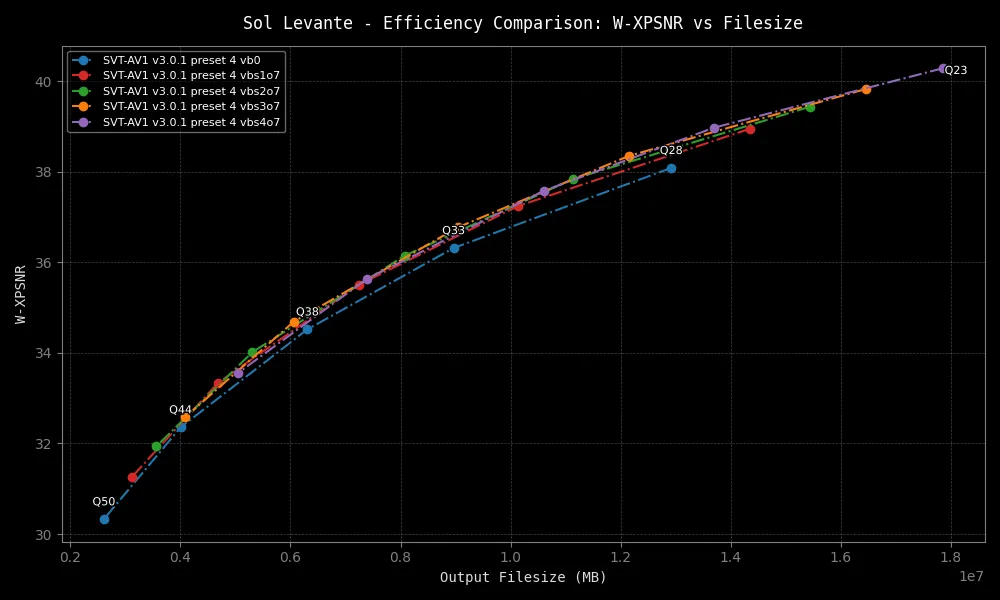 Sol Levante - Efficiency Comparison: W-XPSNR vs Filesize
SVT-AV1 v3.0.1 preset 4 vb0
SVT-AV1 v3.0.1 preset 4 vbs1o7
SVT-AV1 v3.0.1 preset 4 vbs2o7
SVT-AV1 v3.0.1 preset 4 vbs3o7
SVT-AV1 v3.0.1 preset 4 vbs4o7
40
38
36
34
32
30
W-XPSNR
Q23
Q28
Q33
Q38
Q44
Q50
0.2
0.4
0.6
0.8
1.0
1.2
1.4
1.6
1.8
1e7
Output Filesize (MB)